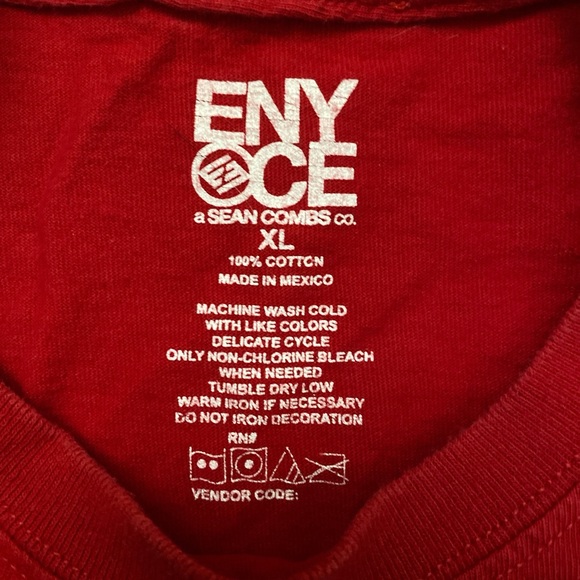 ENY
OCE
a SEAN COMBS CO.
XL
100% COTTON
MADE IN MEXICO
MACHINE WASH COLD
WITH LIKE COLORS
DELICATE CYCLE
ONLY NON-CHLORINE BLEACH
WHEN NEEDED
TUMBLE DRY LOW
WARM IRON IF NECESSARY
DO NOT IRON DECORATION
RN#
VENDOR CODE: